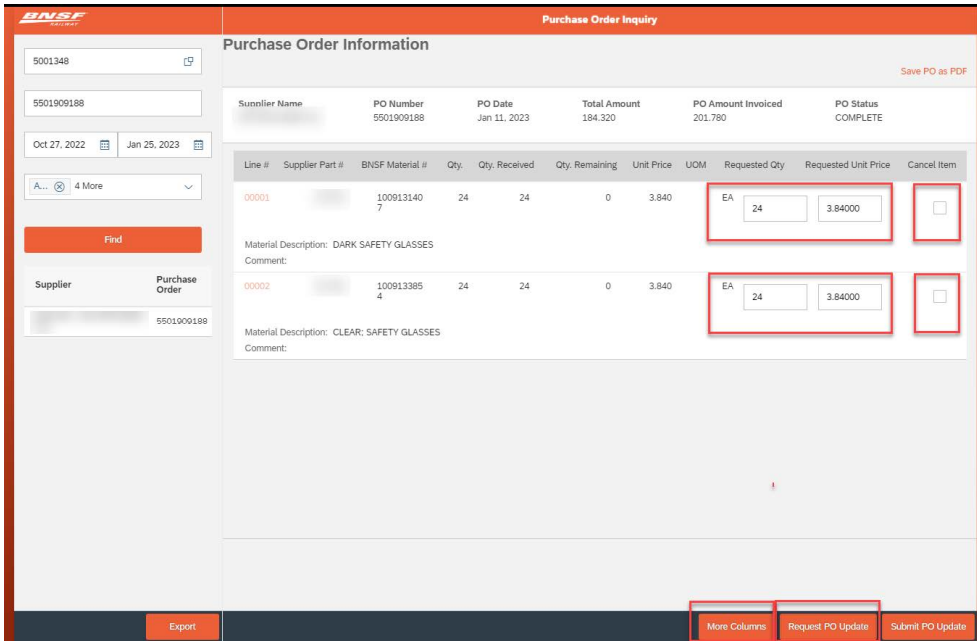 BNSF
RAILWAY
Purchase Order Inquiry
5001348
5501909188
Oct 27, 2022 Jan 25, 2023
A... 4 More
Find
Supplier Purchase Order
5501909188
Export
Purchase Order Information
Save PO as PDF
Supplier Name PO Number PO Date Total Amount PO Amount Invoiced PO Status
5501909188 Jan 11, 2023 184.320 201.780 COMPLETE
Line # Supplier Part # BNSF Material # Qty. Qty. Received Qty. Remaining Unit Price UOM Requested Qty Requested Unit Price Cancel Item
00001 100913140 24 24 0 3.840 EA 24 3.84000
7
Material Description: DARK SAFETY GLASSES
Comment:
00002 100913385 24 24 0 3.840 EA 24 3.84000
4
Material Description: CLEAR; SAFETY GLASSES
Comment:
More Columns Request PO Update Submit PO Update